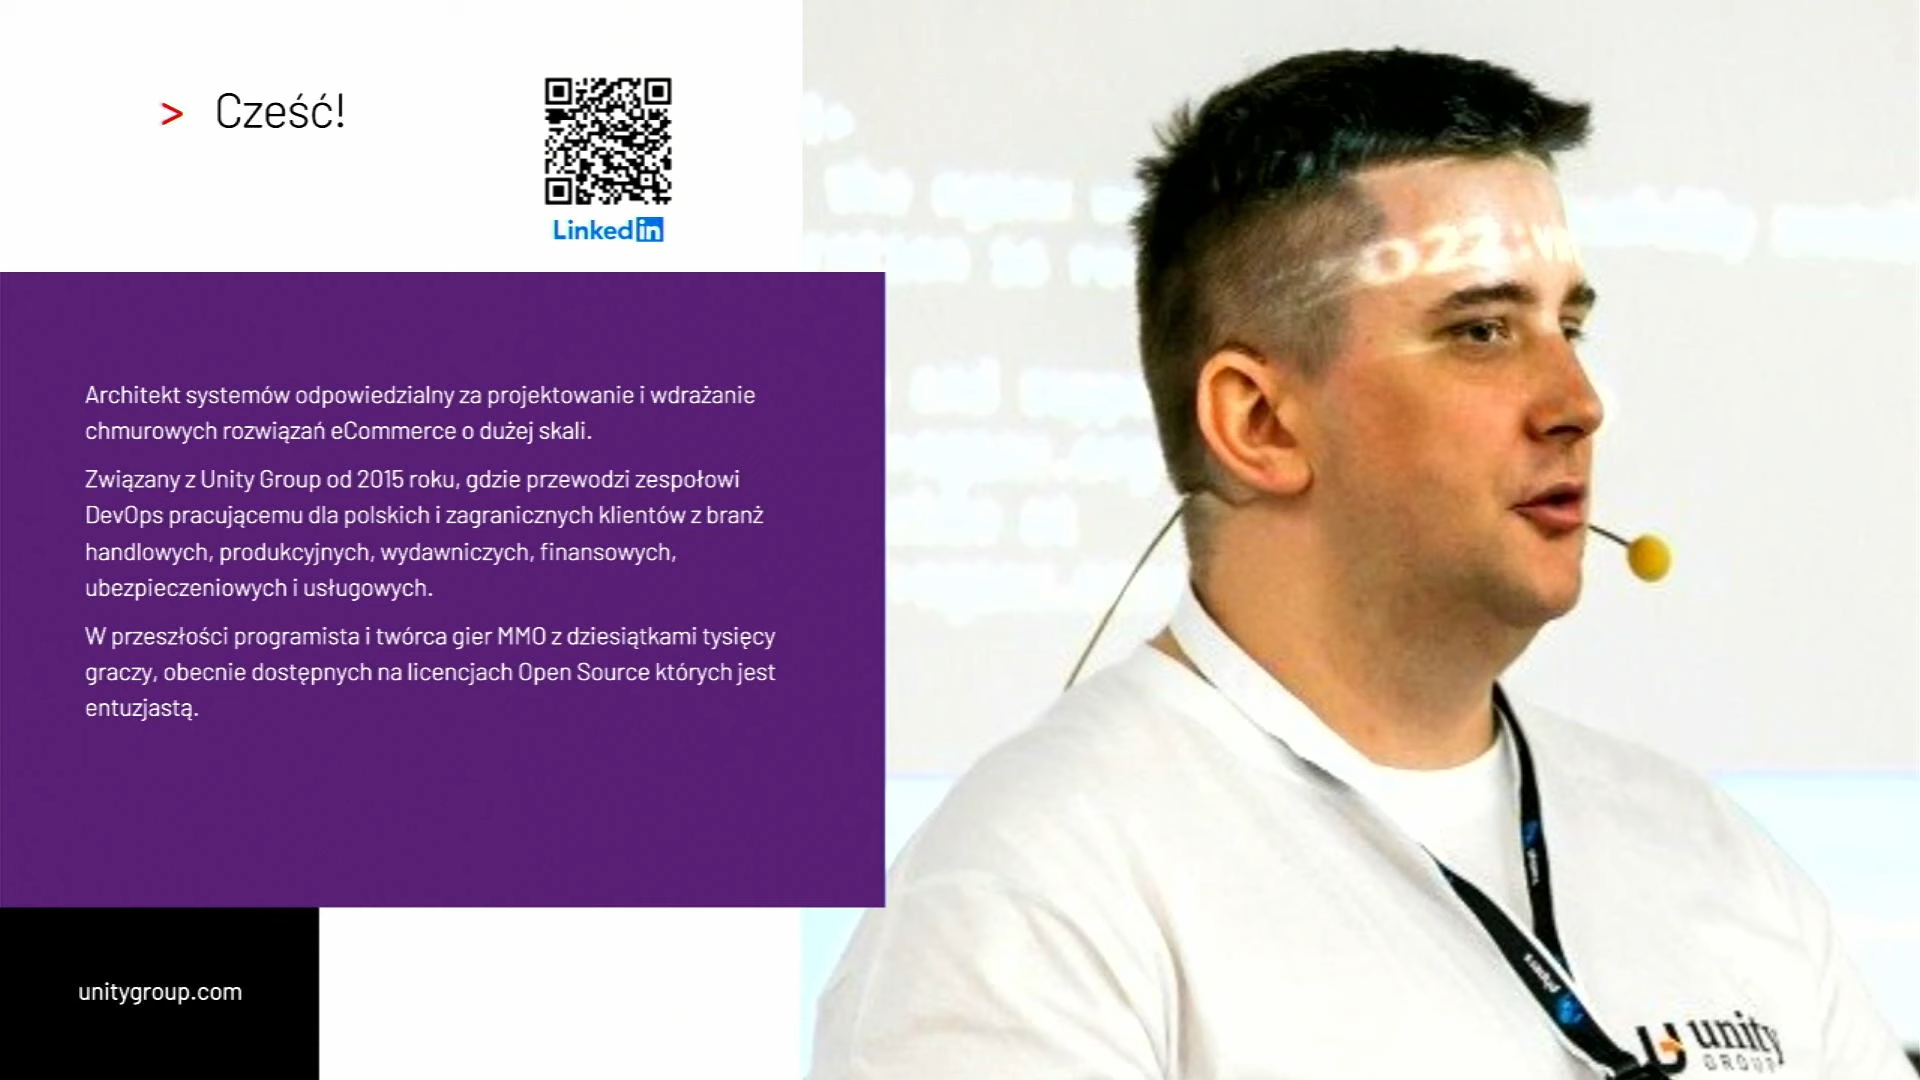 > Cześć!
Linkedin
Architekt systemów odpowiedzialny za projektowanie i wdrażanie
chmurowych rozwiązań eCommerce o dużej skali.
Związany z Unity Group od 2015 roku, gdzie przewodzi zespołowi
DevOps pracującemu dla polskich i zagranicznych klientów z branż
handlowych, produkcyjnych, wydawniczych, finansowych,
ubezpieczeniowych i usługowych.
W przeszłości programista i twórca gier MMO z dziesiątkami tysięcy
graczy, obecnie dostępnych na licencjach Open Source których jest
entuzjastą.
unitygroup.com
unity
GROUP